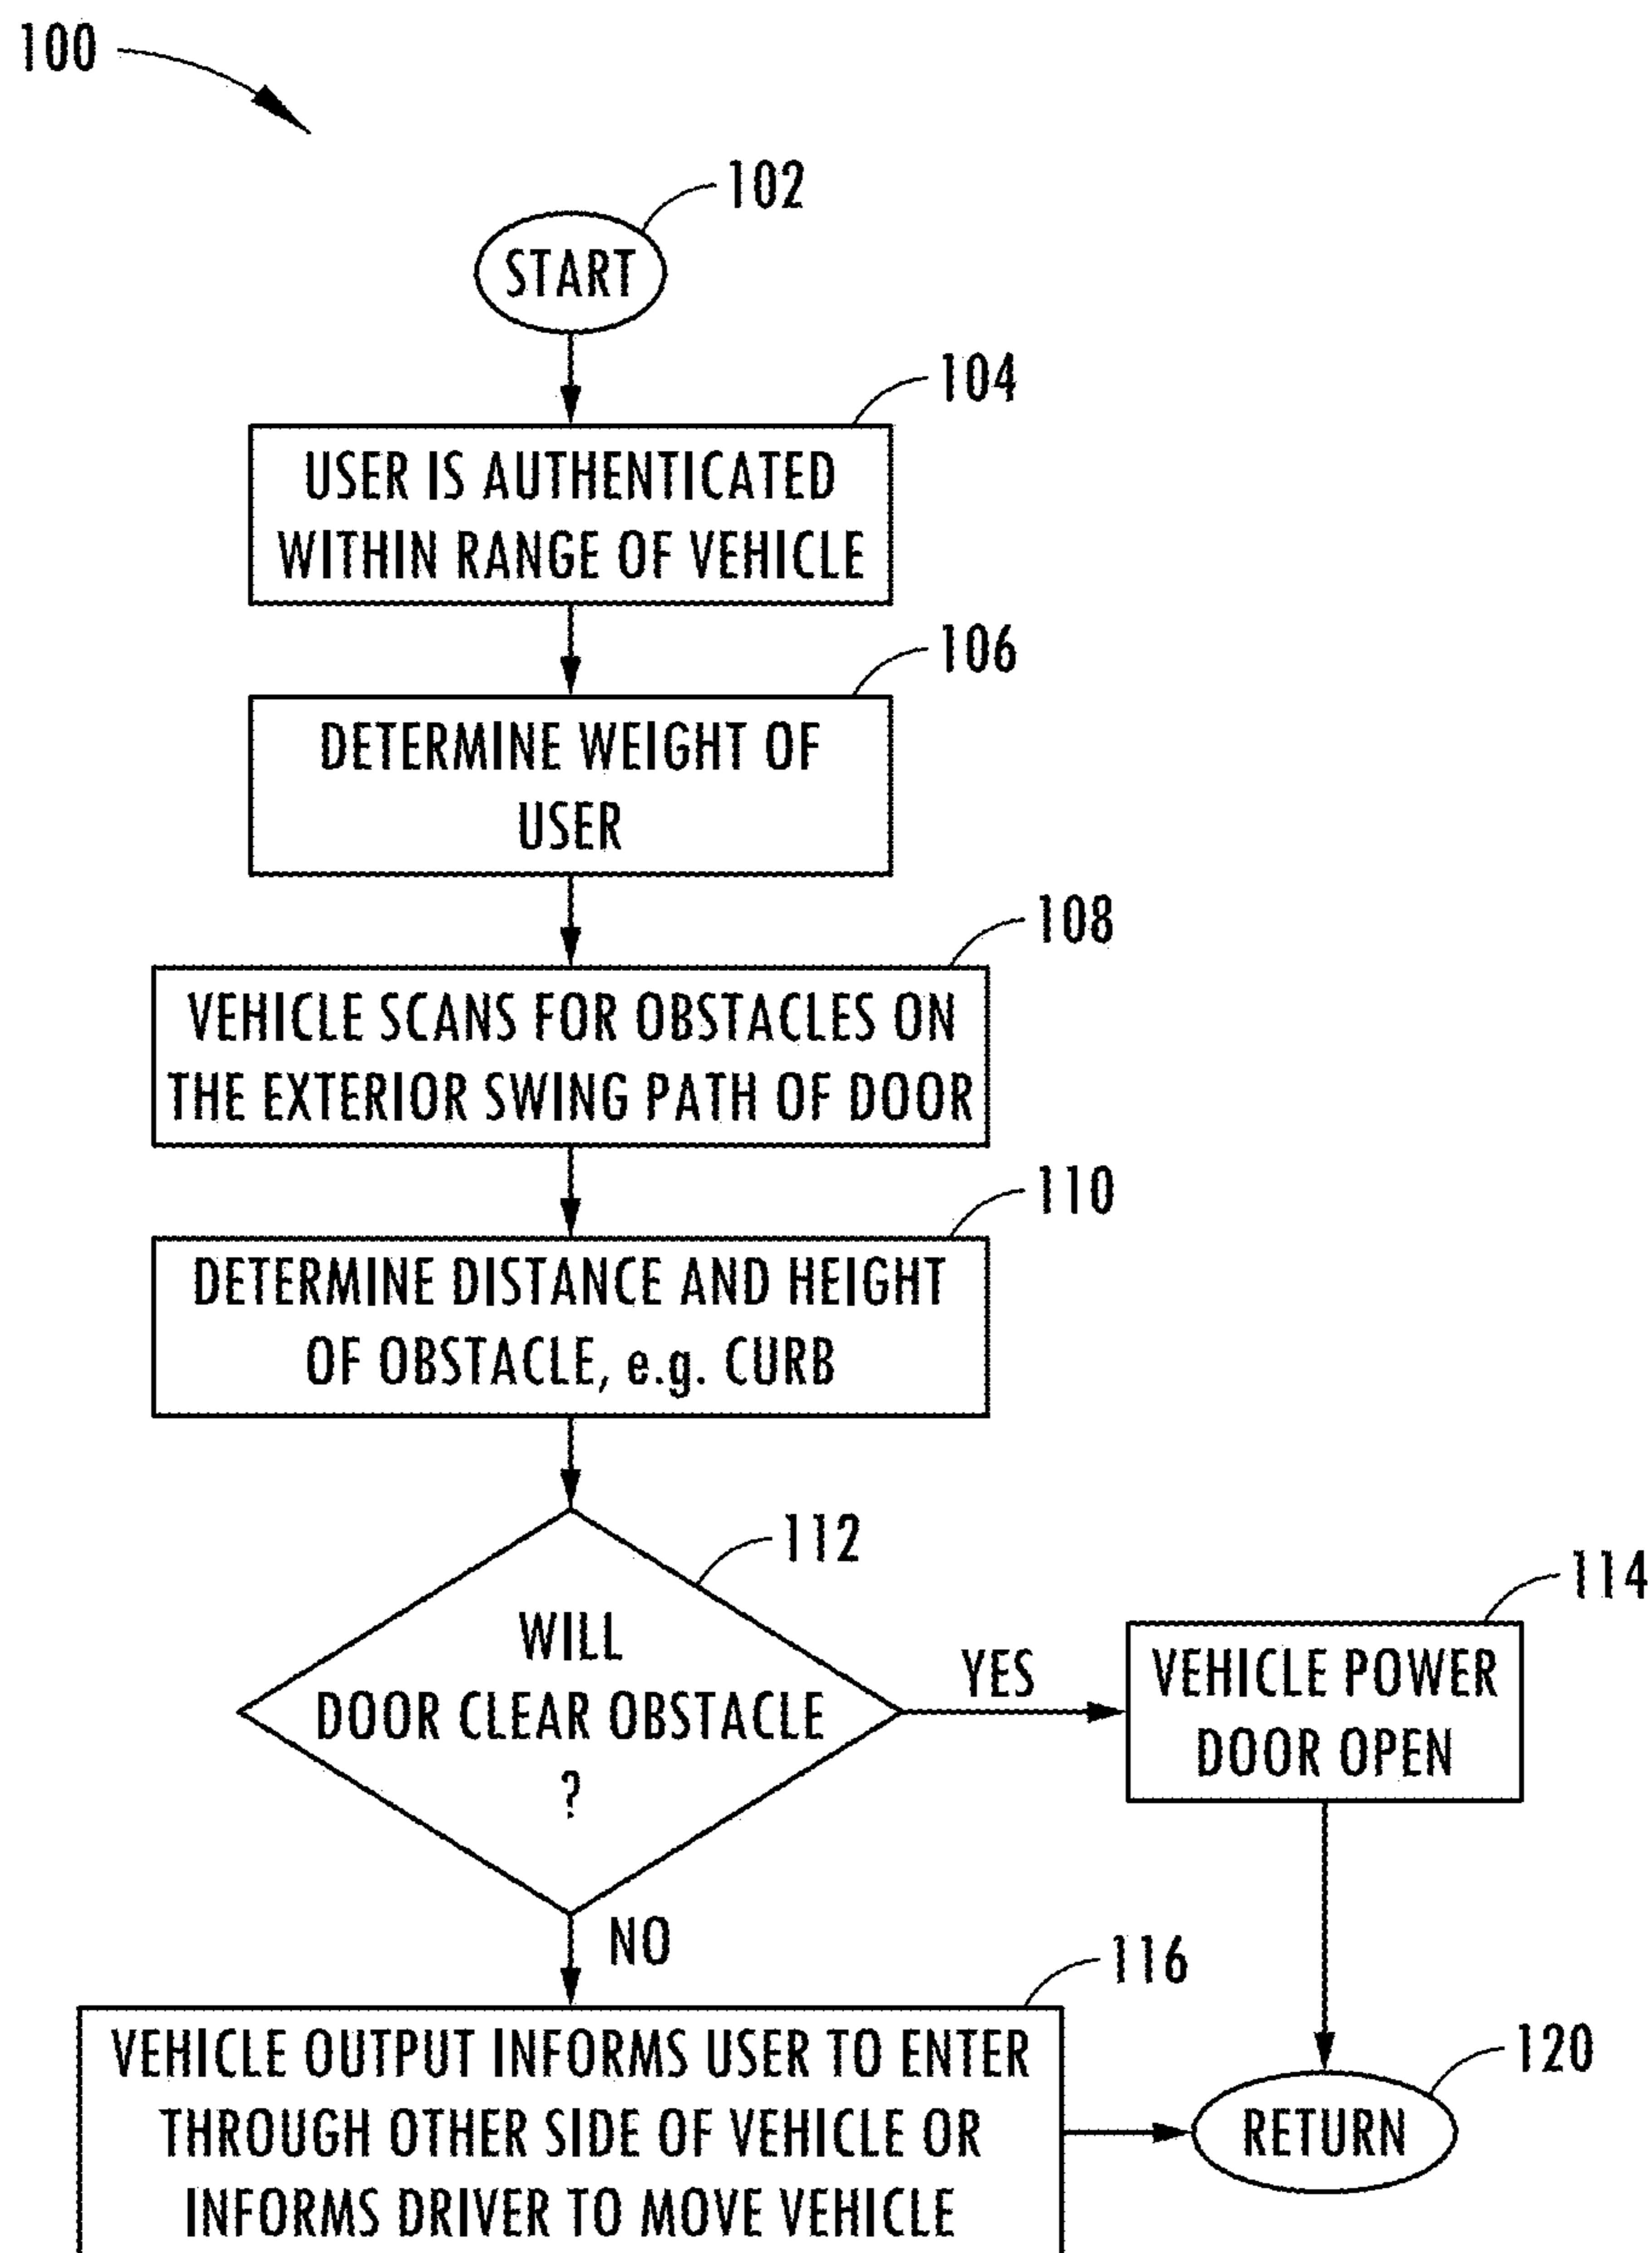 100
102
START
104
USER IS AUTHENTICATED
WITHIN RANGE OF VEHICLE
106
DETERMINE WEIGHT OF
USER
108
VEHICLE SCANS FOR OBSTACLES ON
THE EXTERIOR SWING PATH OF DOOR
110
DETERMINE DISTANCE AND HEIGHT
OF OBSTACLE, e.g. CURB
112
WILL
DOOR CLEAR OBSTACLE
?
YES
114
VEHICLE POWER
DOOR OPEN
NO
116
VEHICLE OUTPUT INFORMS USER TO ENTER
THROUGH OTHER SIDE OF VEHICLE OR
INFORMS DRIVER TO MOVE VEHICLE
120
RETURN